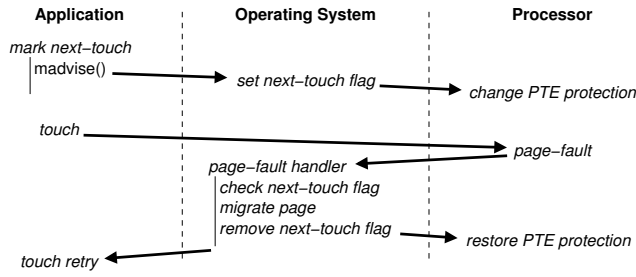 Application Operating System Processor
mark next−touch
madvise()
set next−touch flag
change PTE protection
touch
page−fault
page−fault handler
check next−touch flag
migrate page
remove next−touch flag
restore PTE protection
touch retry